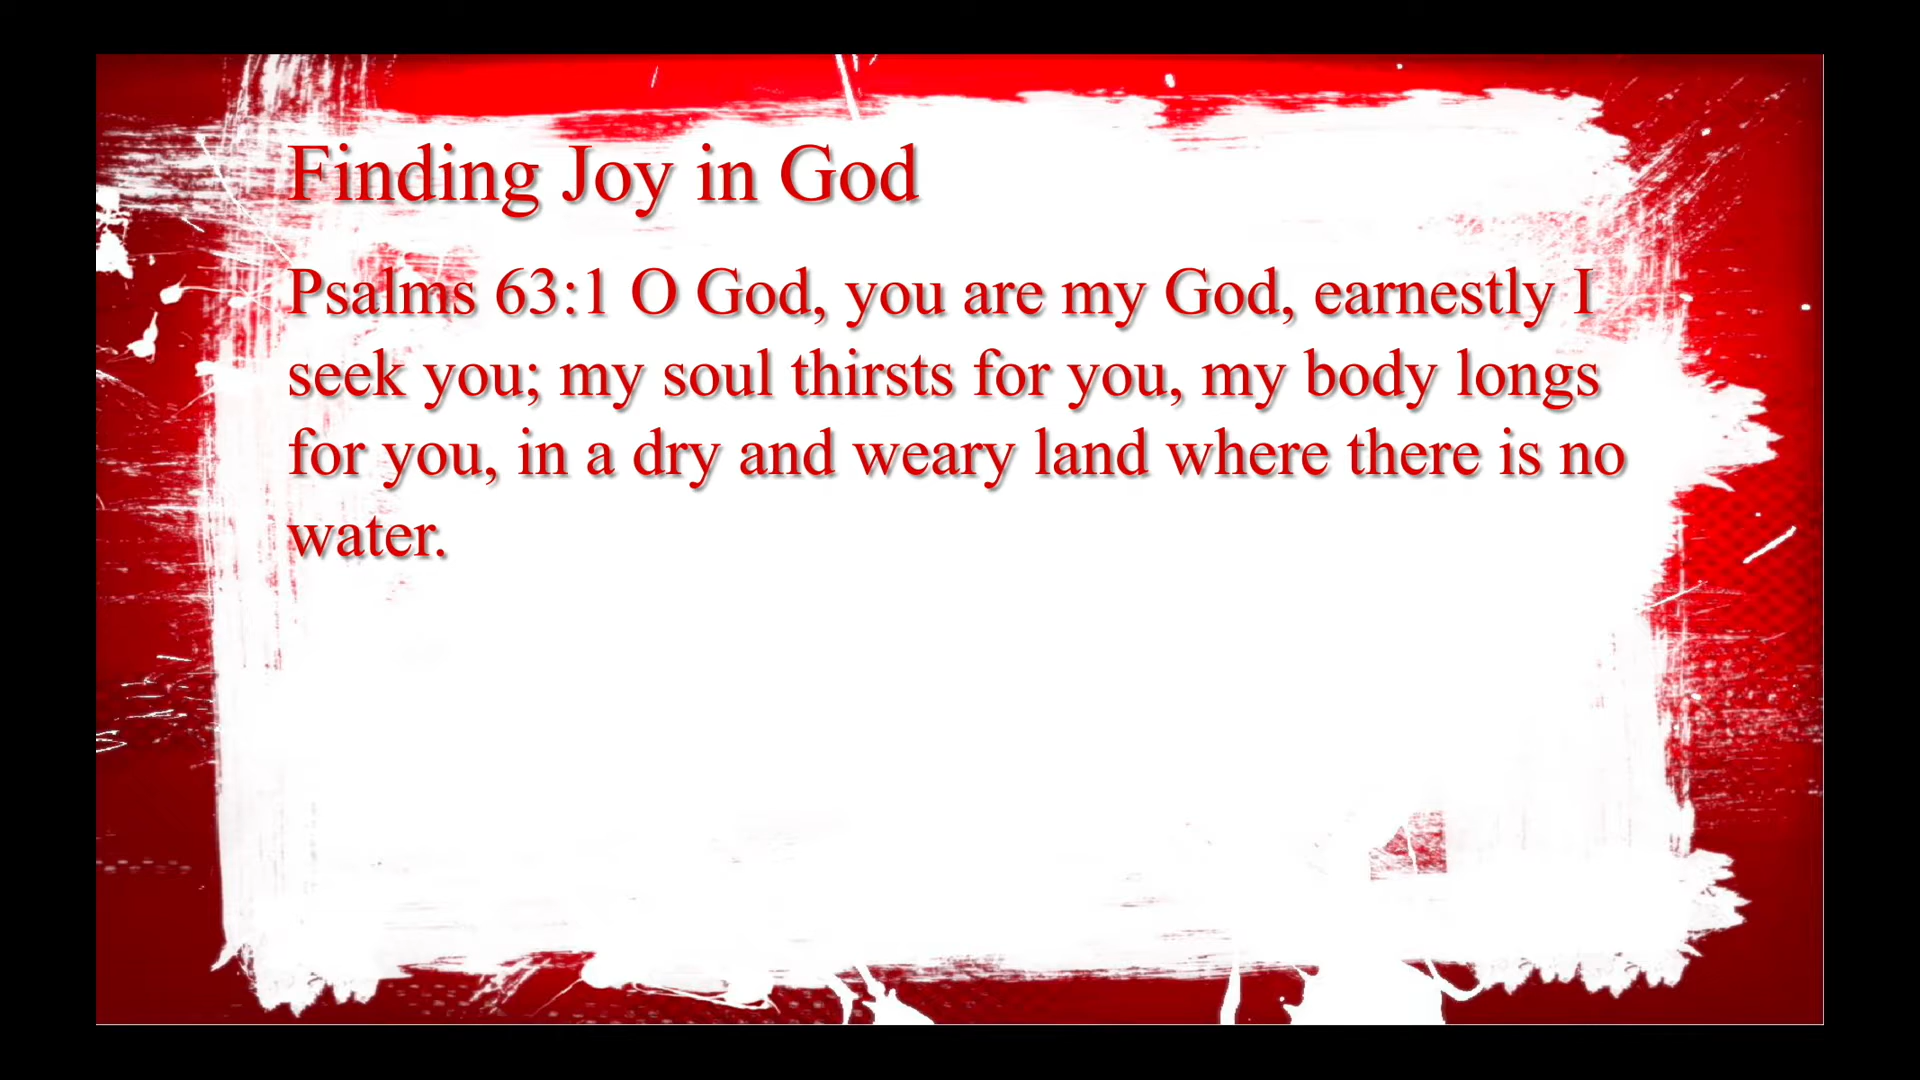 Finding Joy in God
Psalms 63:1 O God, you are my God, earnestly I
seek you; my soul thirsts for you, my body longs
for you, in a dry and weary land where there is no
water.